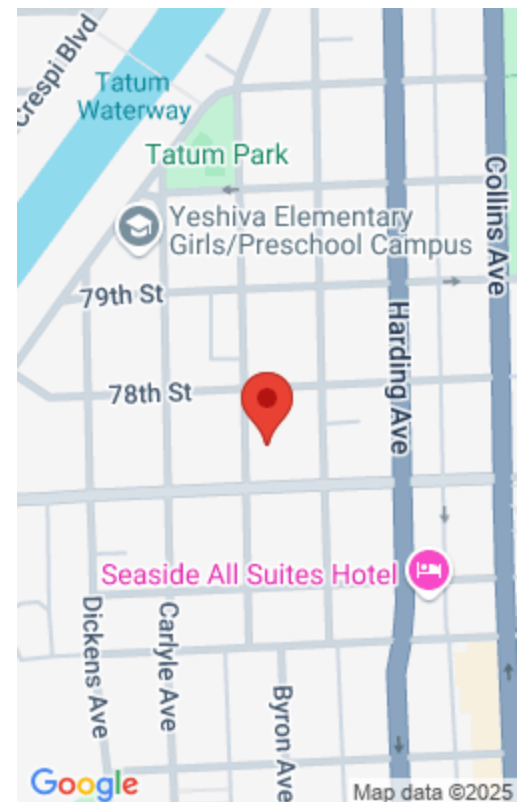 Crespi Blvd
Tatum
Waterway
Tatum Park
Collins Ave
Yeshiva Elementary
Girls/Preschool Campus
79th St
Harding Ave
78th St
Seaside All Suites Hotel
Dickens Ave
Carlyle Ave
Byron Ave
Google
Map data ©2025